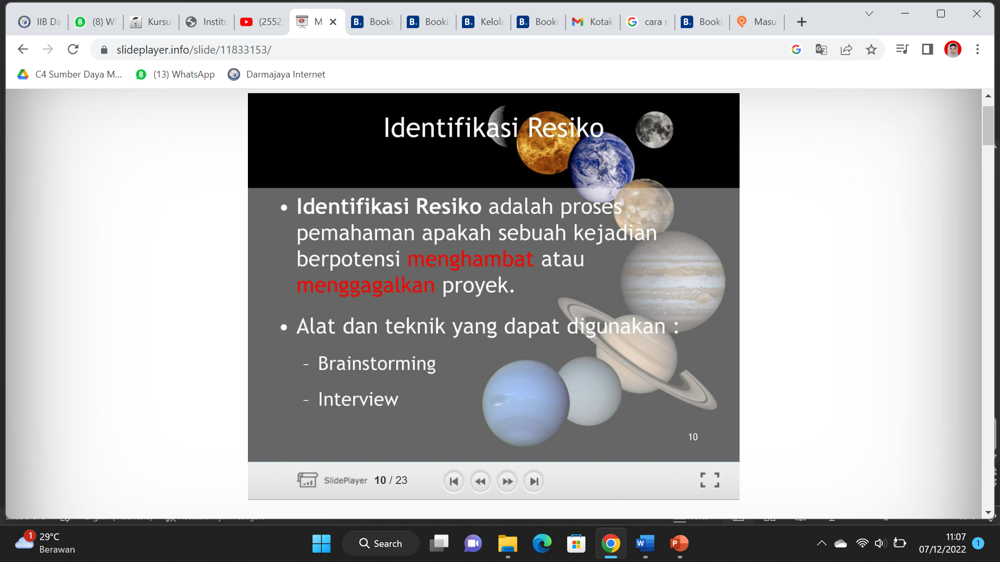 IIB Da
(8) W
Kursu
Institu
(2552
M
Booki
Booki
Kelola
Booki
Kotak
cara
Booki
Masu
slideplayer.info/slide/11833153/
C4 Sumber Daya M...
(13) WhatsApp
Darmajaya Internet
Identifikasi Resiko
• Identifikasi Resiko adalah proses
pemahaman apakah sebuah kejadian
berpotensi menghambat atau
menggagalkan proyek.
• Alat dan teknik yang dapat digunakan :
– Brainstorming
– Interview
10
SlidePlayer 10 / 23
1
29°C
Berawan
Search
11:07
07/12/2022
1